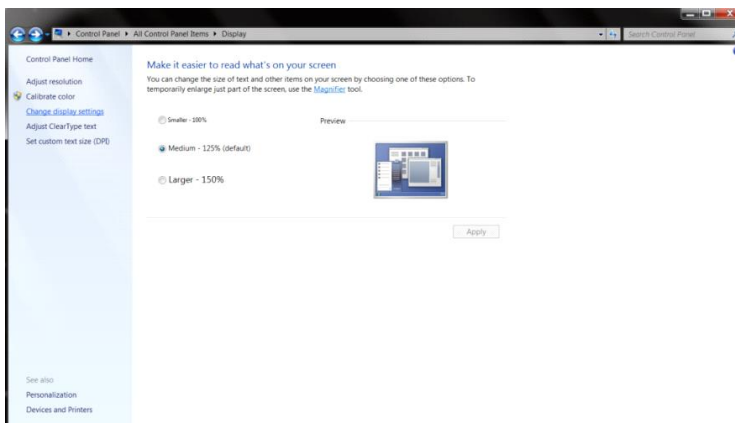 Control Panel ▸ All Control Panel Items ▸ Display
Search Control Panel
Control Panel Home
Adjust resolution
Calibrate color
Change display settings
Adjust ClearType text
Set custom text size (DPI)
See also
Personalization
Devices and Printers
Make it easier to read what's on your screen
You can change the size of text and other items on your screen by choosing one of these options. To
temporarily enlarge just part of the screen, use the Magnifier tool.
Smaller - 100%
Preview
Medium - 125% (default)
Larger - 150%
Apply